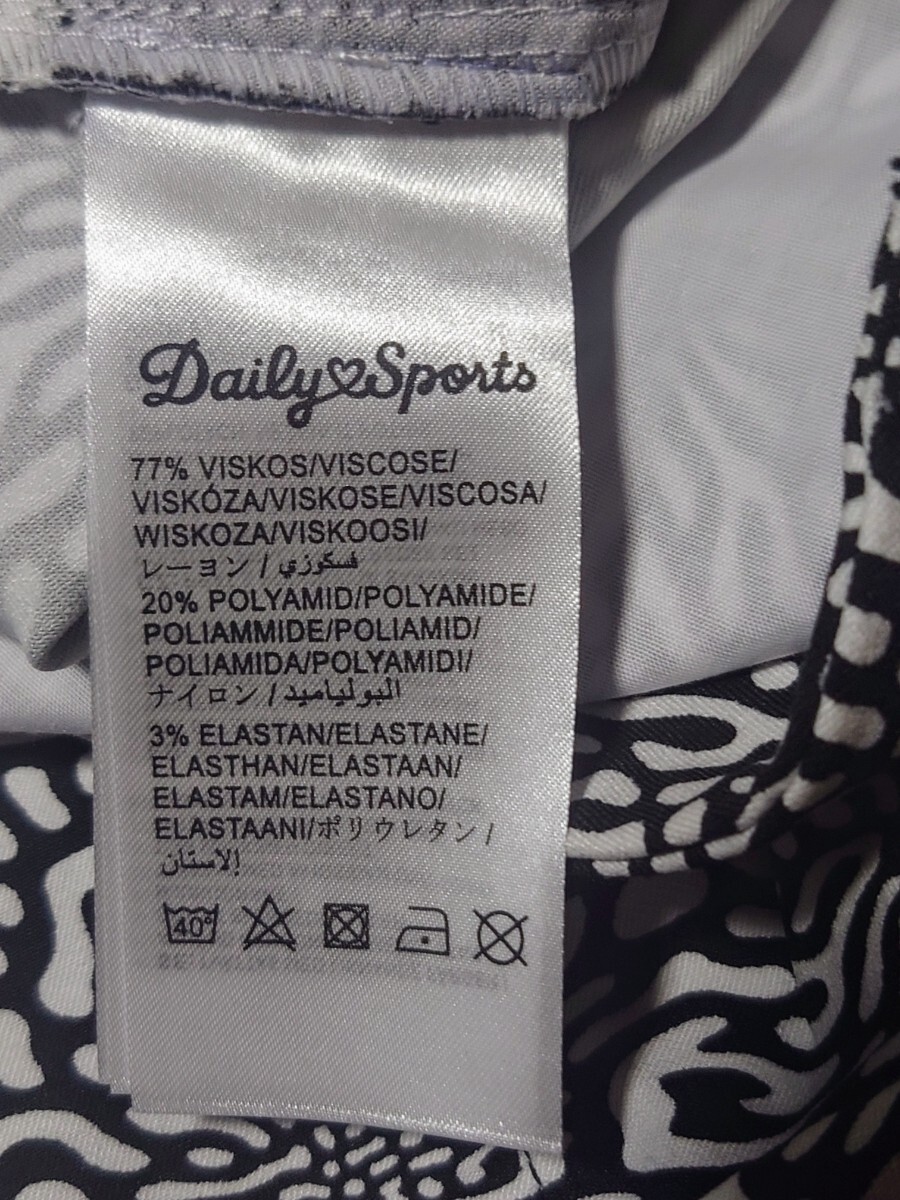 Daily Sports
77% VISKOS/VISCOSE/
VISKÓZA/VISKOSE/VISCOSA/
WISKOZA/VISKOOSI/
レーヨン / فسكوزي
20% POLYAMID/POLYAMIDE/
POLIAMMIDE/POLIAMID/
POLIAMIDA/POLYAMIDI/
ナイロン / البولياميد
3% ELASTAN/ELASTANE/
ELASTHAN/ELASTAAN/
ELASTAM/ELASTANO/
ELASTAANI/ポリウレタン /
الاستان
40°